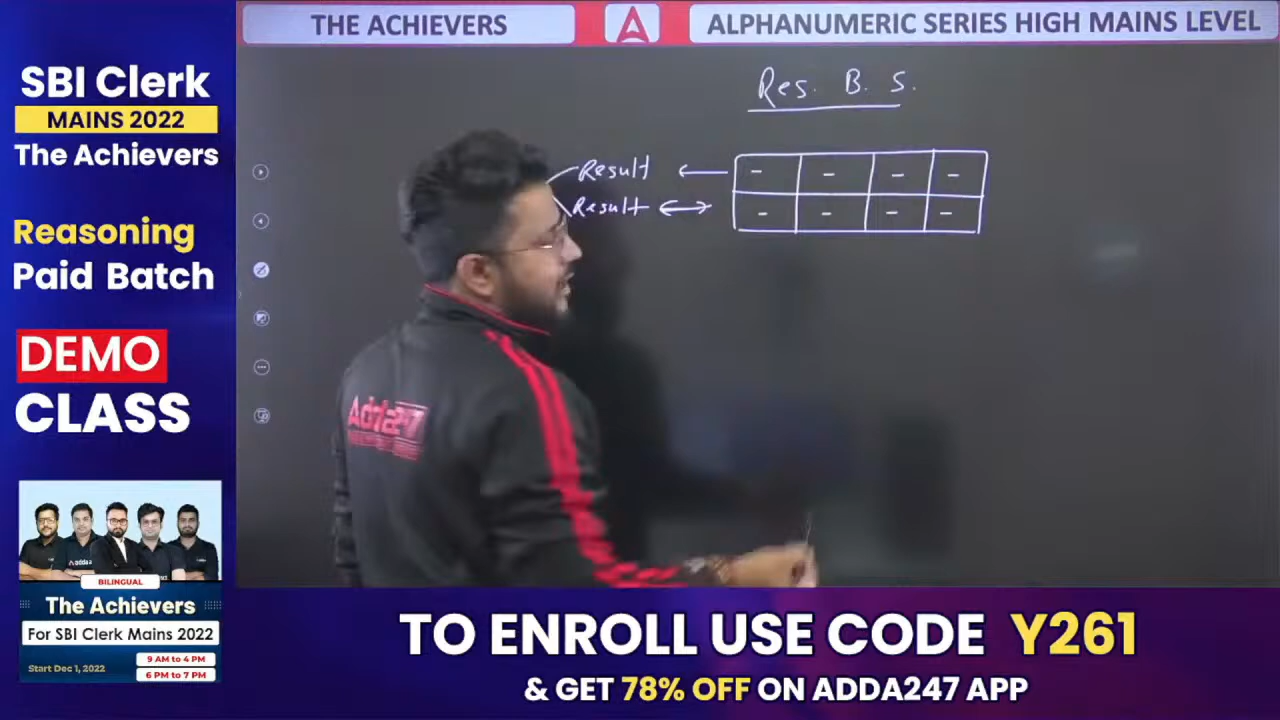 THE ACHIEVERS
ALPHANUMERIC SERIES HIGH MAINS LEVEL
SBI Clerk
MAINS 2022
The Achievers
Reasoning
Paid Batch
DEMO
CLASS
Res. B. S.
Result
Result
Adda247
BILINGUAL
The Achievers
For SBI Clerk Mains 2022
Start Dec 1, 2022
9 AM to 4 PM
6 PM to 7 PM
TO ENROLL USE CODE Y261
& GET 78% OFF ON ADDA247 APP